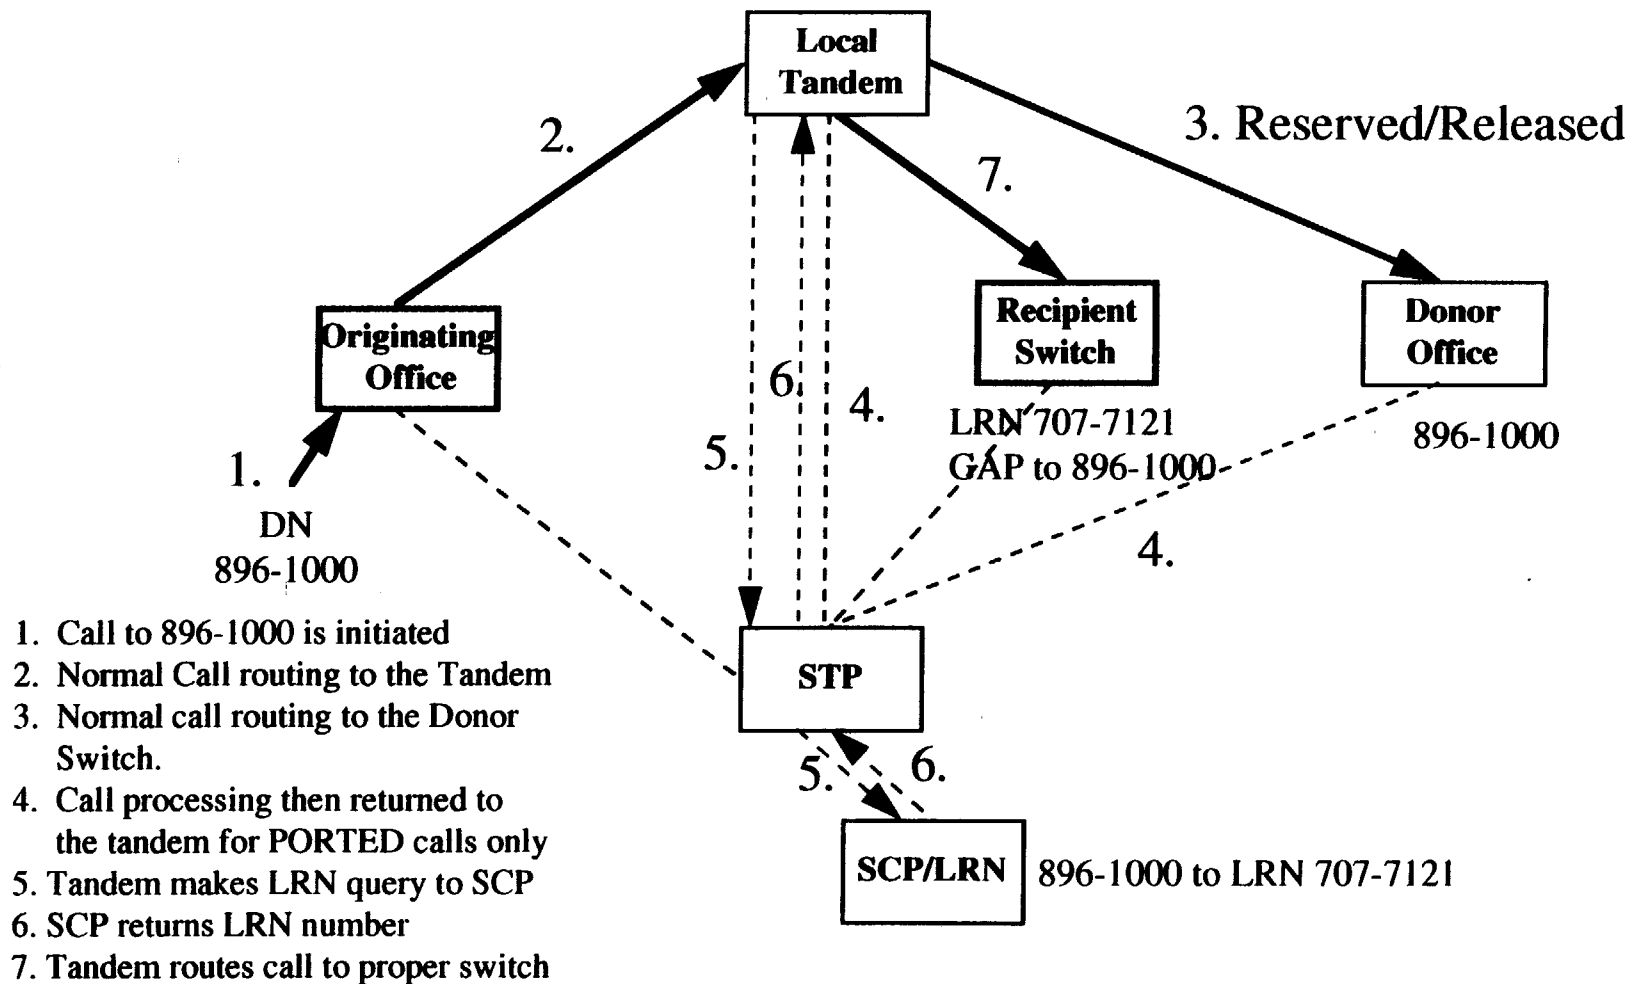 Local
Tandem
2.
3. Reserved/Released
7.
Originating
Office
Recipient
Switch
Donor
Office
6.
4.
5.
LRN 707-7121
GAP to 896-1000
896-1000
1.
DN
896-1000
4.
1. Call to 896-1000 is initiated
2. Normal Call routing to the Tandem
3. Normal call routing to the Donor
Switch.
4. Call processing then returned to
the tandem for PORTED calls only
5. Tandem makes LRN query to SCP
6. SCP returns LRN number
7. Tandem routes call to proper switch
STP
5.
6.
SCP/LRN
896-1000 to LRN 707-7121